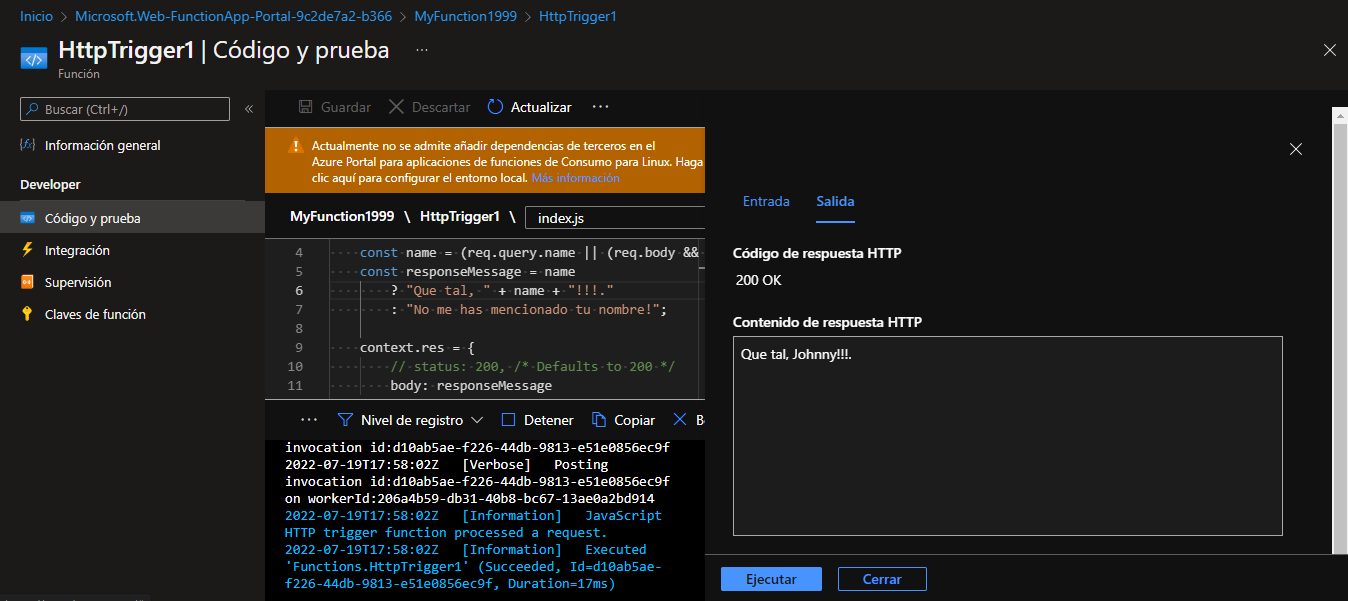 Inicio > Microsoft.Web-FunctionApp-Portal-9c2de7a2-b366 > MyFunction1999 > HttpTrigger1
HttpTrigger1 | Código y prueba ...
Función
Buscar (Ctrl+/)
«
Información general
Developer
Código y prueba
Integración
Supervisión
Claves de función
Guardar
Descartar
Actualizar
...
Actualmente no se admite añadir dependencias de terceros en el
Azure Portal para aplicaciones de funciones de Consumo para Linux. Haga
clic aquí para configurar el entorno local. Más información
MyFunction1999 \ HttpTrigger1 \ index.js
4 const name = (req.query.name || (req.body &&
5 const responseMessage = name
6 ? "Que tal, " + name + "!!!."
7 : "No me has mencionado tu nombre!";
8
9 context.res = {
10 // status: 200, /* Defaults to 200 */
11 body: responseMessage
... Nivel de registro
Detener
Copiar
invocation id:d10ab5ae-f226-44db-9813-e51e0856ec9f
2022-07-19T17:58:02Z [Verbose] Posting
invocation id:d10ab5ae-f226-44db-9813-e51e0856ec9f
on workerId:206a4b59-db31-40b8-bc67-13ae0a2bd914
2022-07-19T17:58:02Z [Information] JavaScript
HTTP trigger function processed a request.
2022-07-19T17:58:02Z [Information] Executed
'Functions.HttpTrigger1' (Succeeded, Id=d10ab5ae-
f226-44db-9813-e51e0856ec9f, Duration=17ms)
Entrada
Salida
Código de respuesta HTTP
200 OK
Contenido de respuesta HTTP
Que tal, Johnny!!!.
Ejecutar
Cerrar